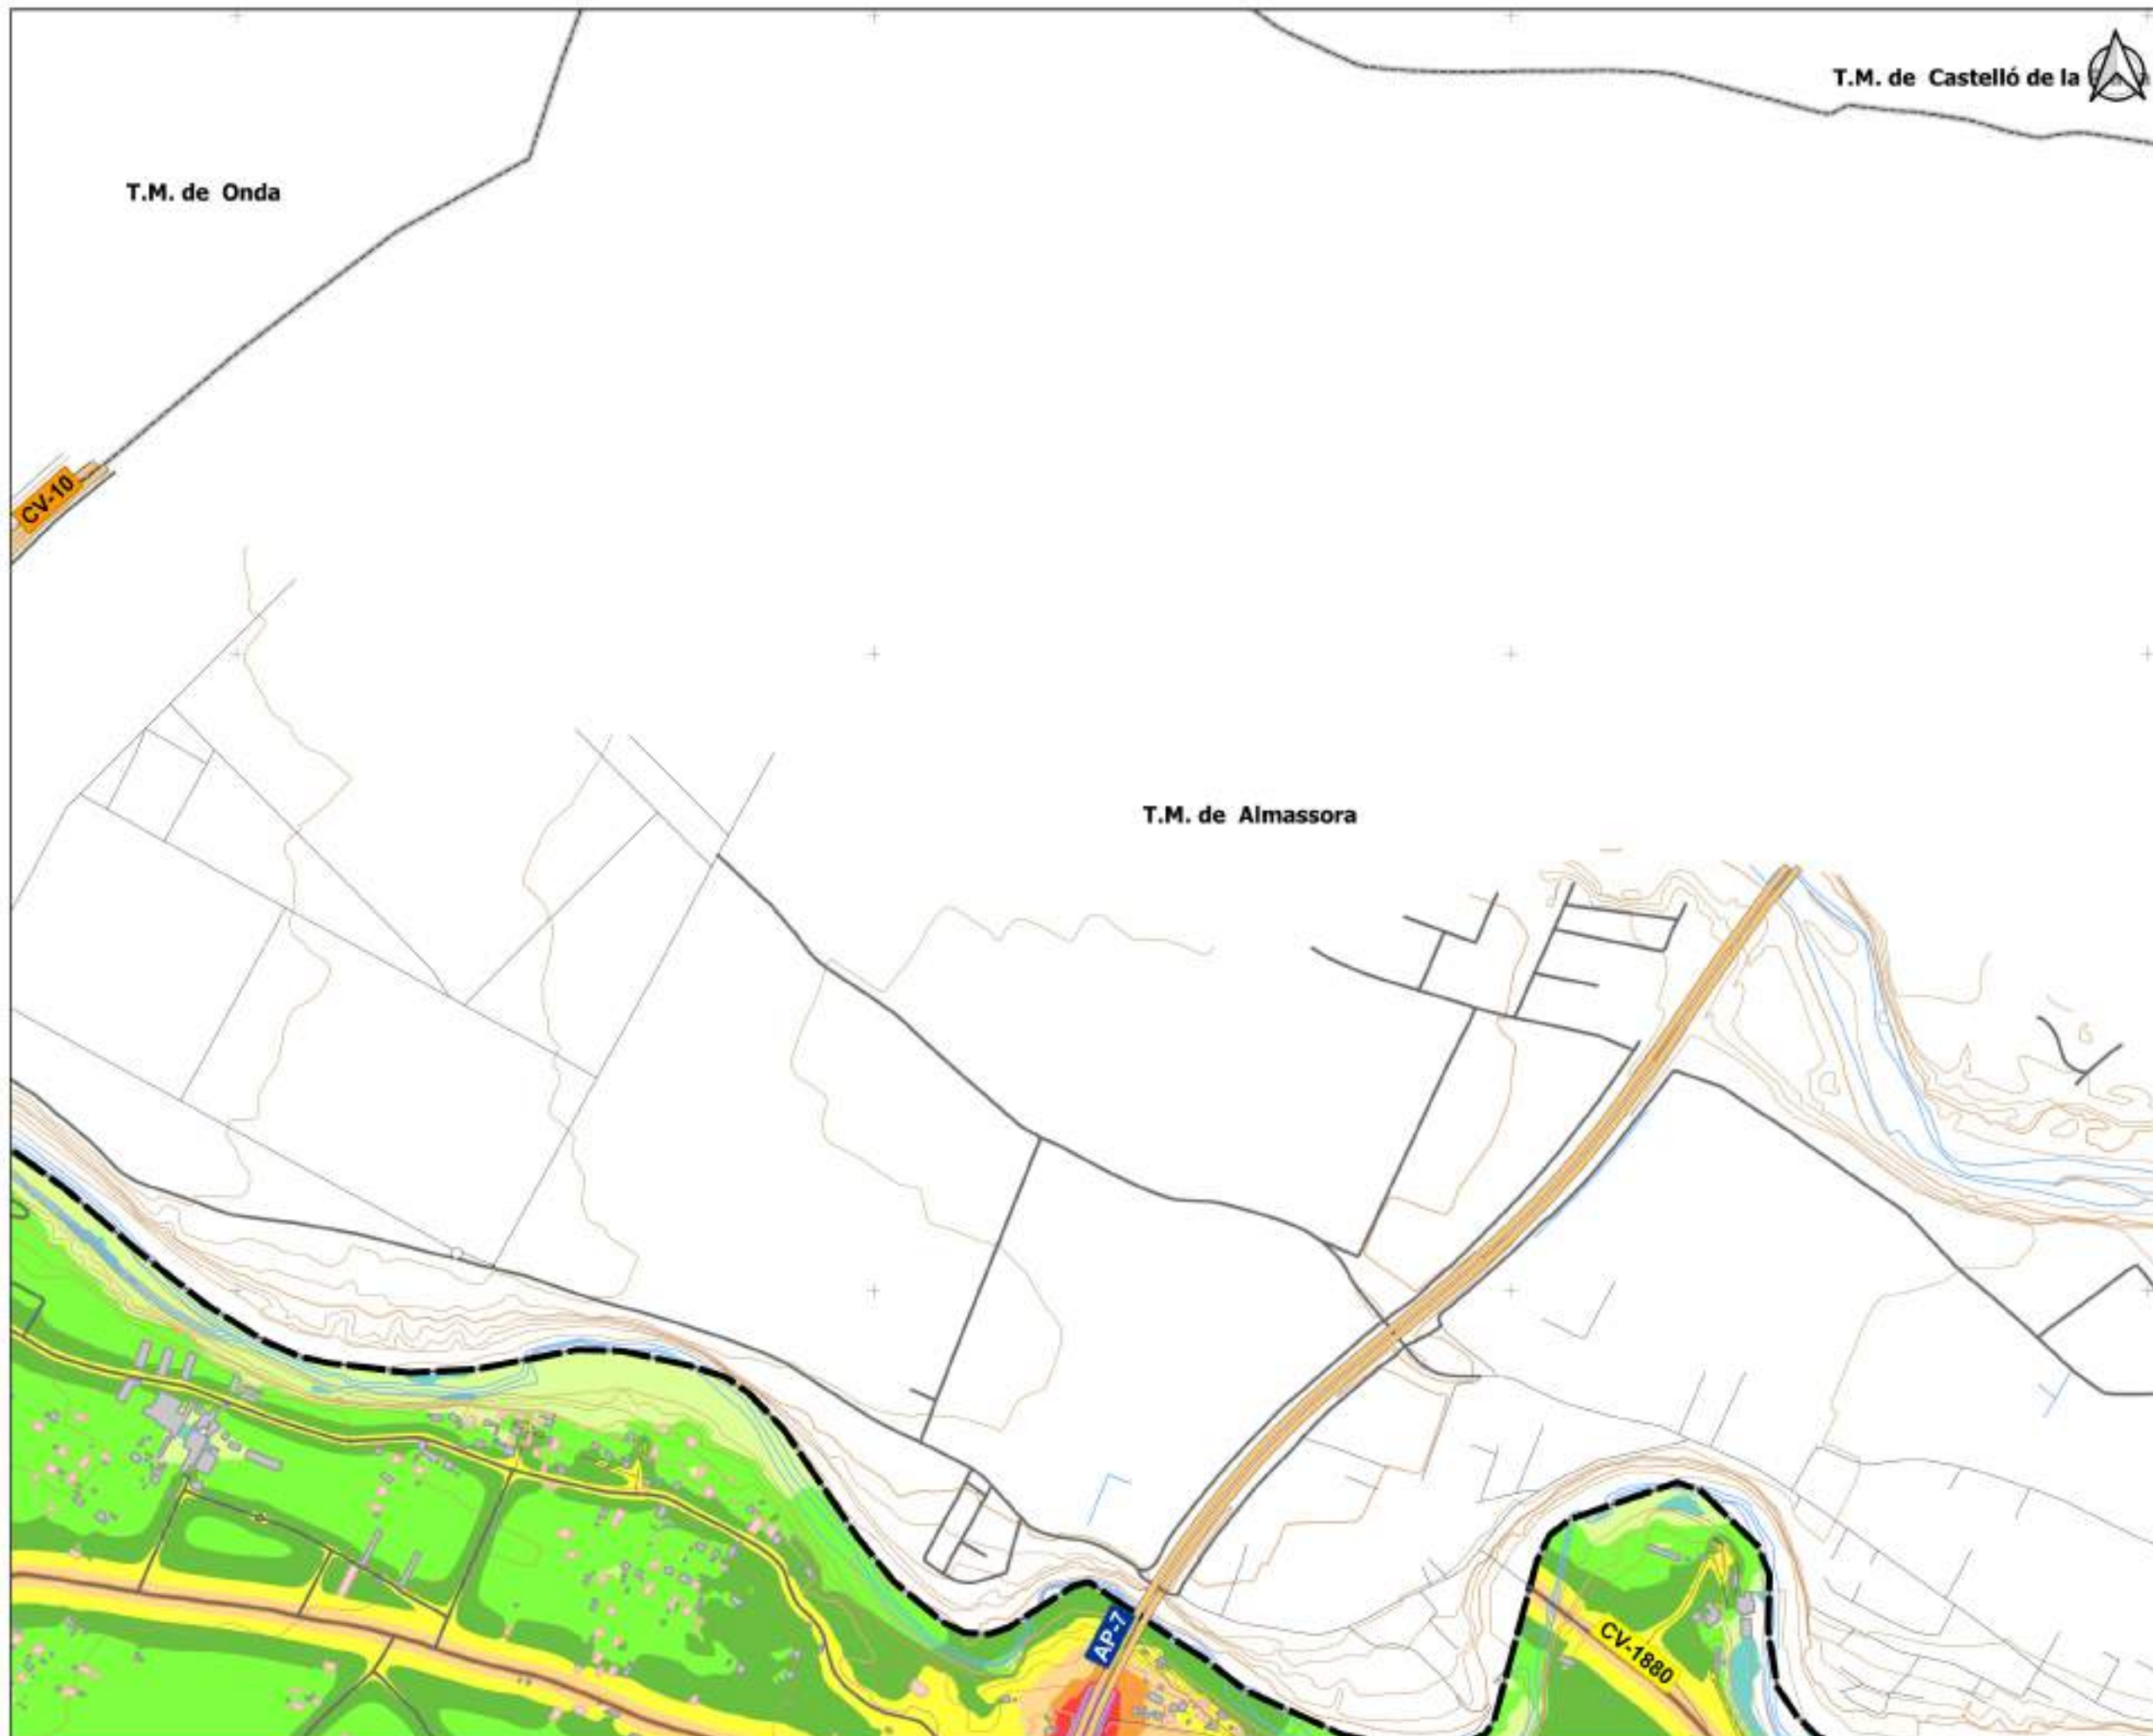 T.M. de Castelló de la
T.M. de Onda
CV-10
T.M. de Almassora
AP-7
CV-1880